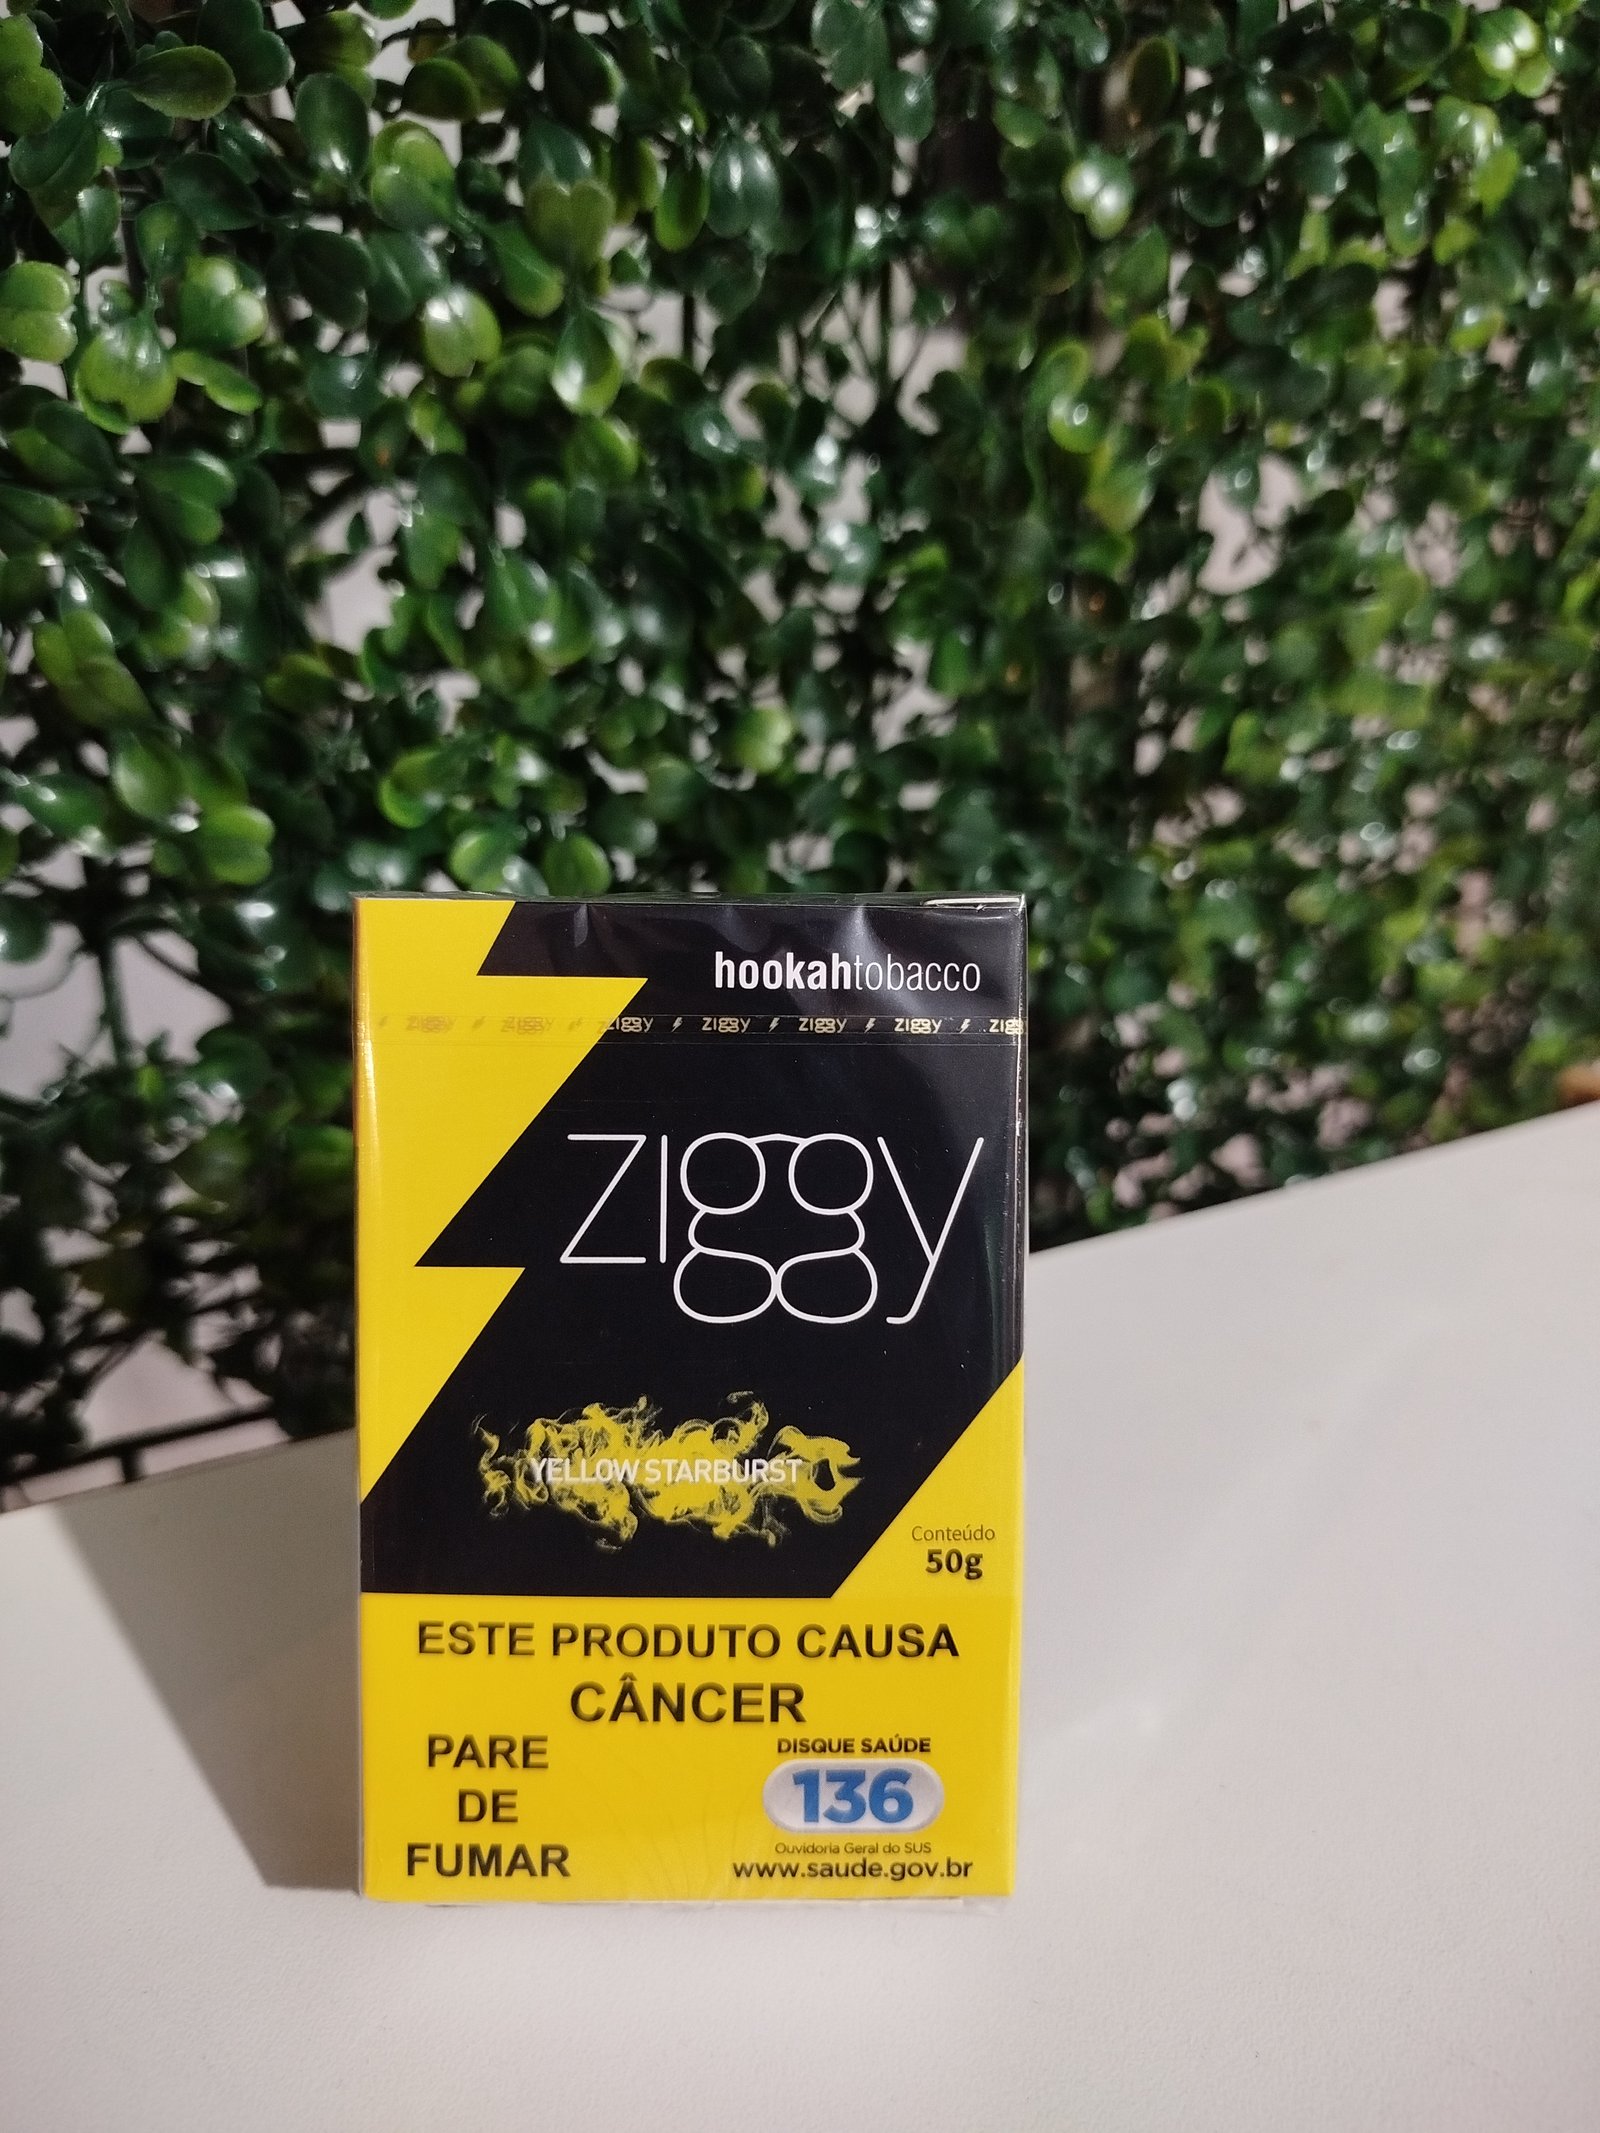 hookahtobacco
ZIGGY ZIGGY ZIGGY ZIGGY ZIGGY ZIGG
ZIGGY
YELLOW STARBURST
Conteúdo
50g
ESTE PRODUTO CAUSA
CÂNCER
PARE
DE
FUMAR
DISQUE SAÚDE
136
Ouvidoria Geral do SUS
www.saude.gov.br